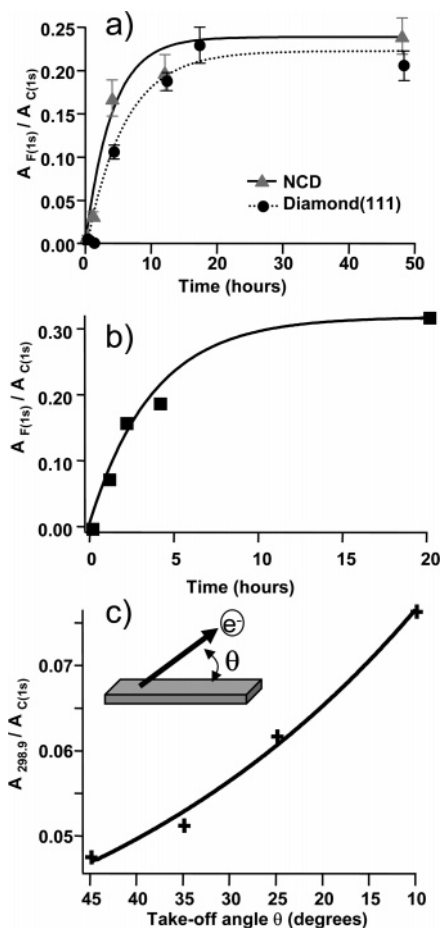 a)
A F(1s) / A C(1s)
0.25
0.20
0.15
0.10
0.05
0.00
NCD
Diamond(111)
0 10 20 30 40 50
Time (hours)
b)
A F(1s) / A C(1s)
0.30
0.20
0.10
0.00
0 5 10 15 20
Time (hours)
c)
e-
θ
A 298.9 / A C(1s)
0.07
0.06
0.05
45 40 35 30 25 20 15 10
Take-off angle θ (degrees)